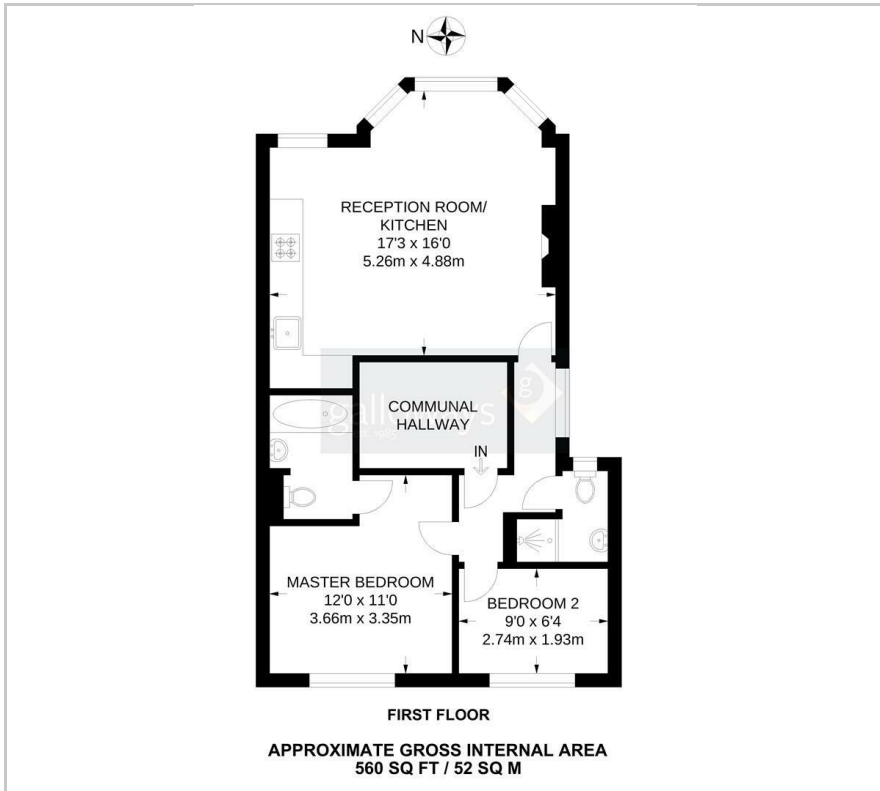 N
RECEPTION ROOM/
KITCHEN
17'3 x 16'0
5.26m x 4.88m
COMMUNAL
HALLWAY
IN
MASTER BEDROOM
12'0 x 11'0
3.66m x 3.35m
BEDROOM 2
9'0 x 6'4
2.74m x 1.93m
FIRST FLOOR
APPROXIMATE GROSS INTERNAL AREA
560 SQ FT / 52 SQ M